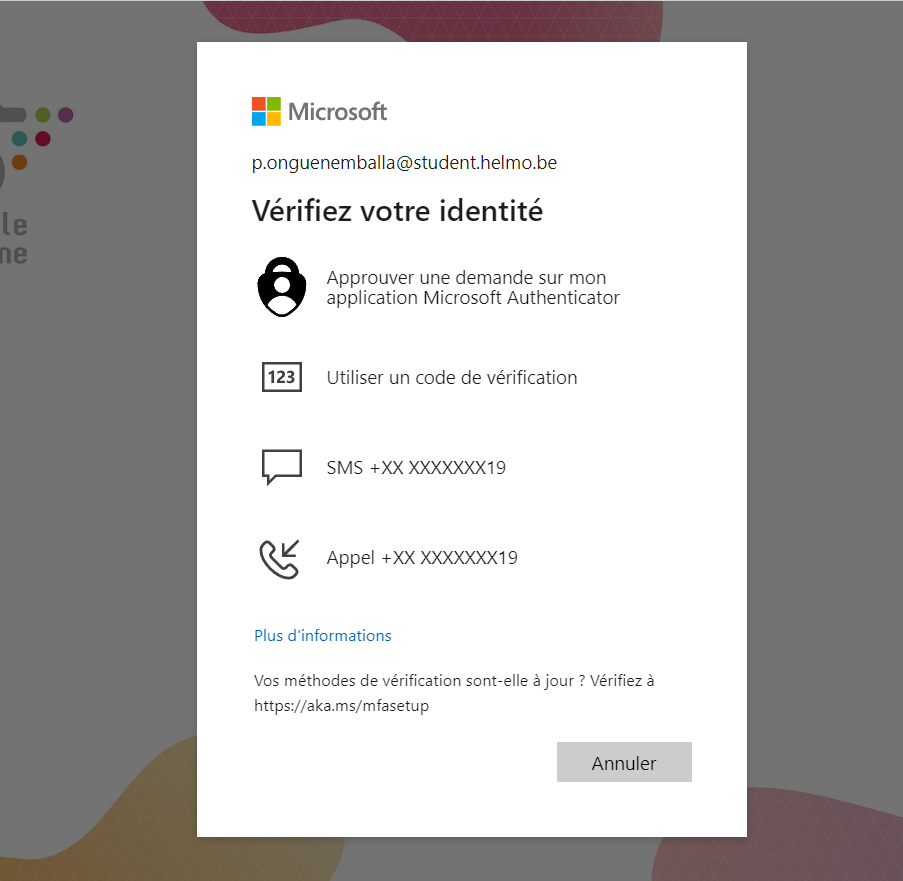 le
me
Microsoft
p.onguenemballa@student.helmo.be
Vérifiez votre identité
Approuver une demande sur mon
application Microsoft Authenticator
123
Utiliser un code de vérification
SMS +XX XXXXXXX19
Appel +XX XXXXXXX19
Plus d'informations
Vos méthodes de vérification sont-elle à jour ? Vérifiez à
https://aka.ms/mfasetup
Annuler